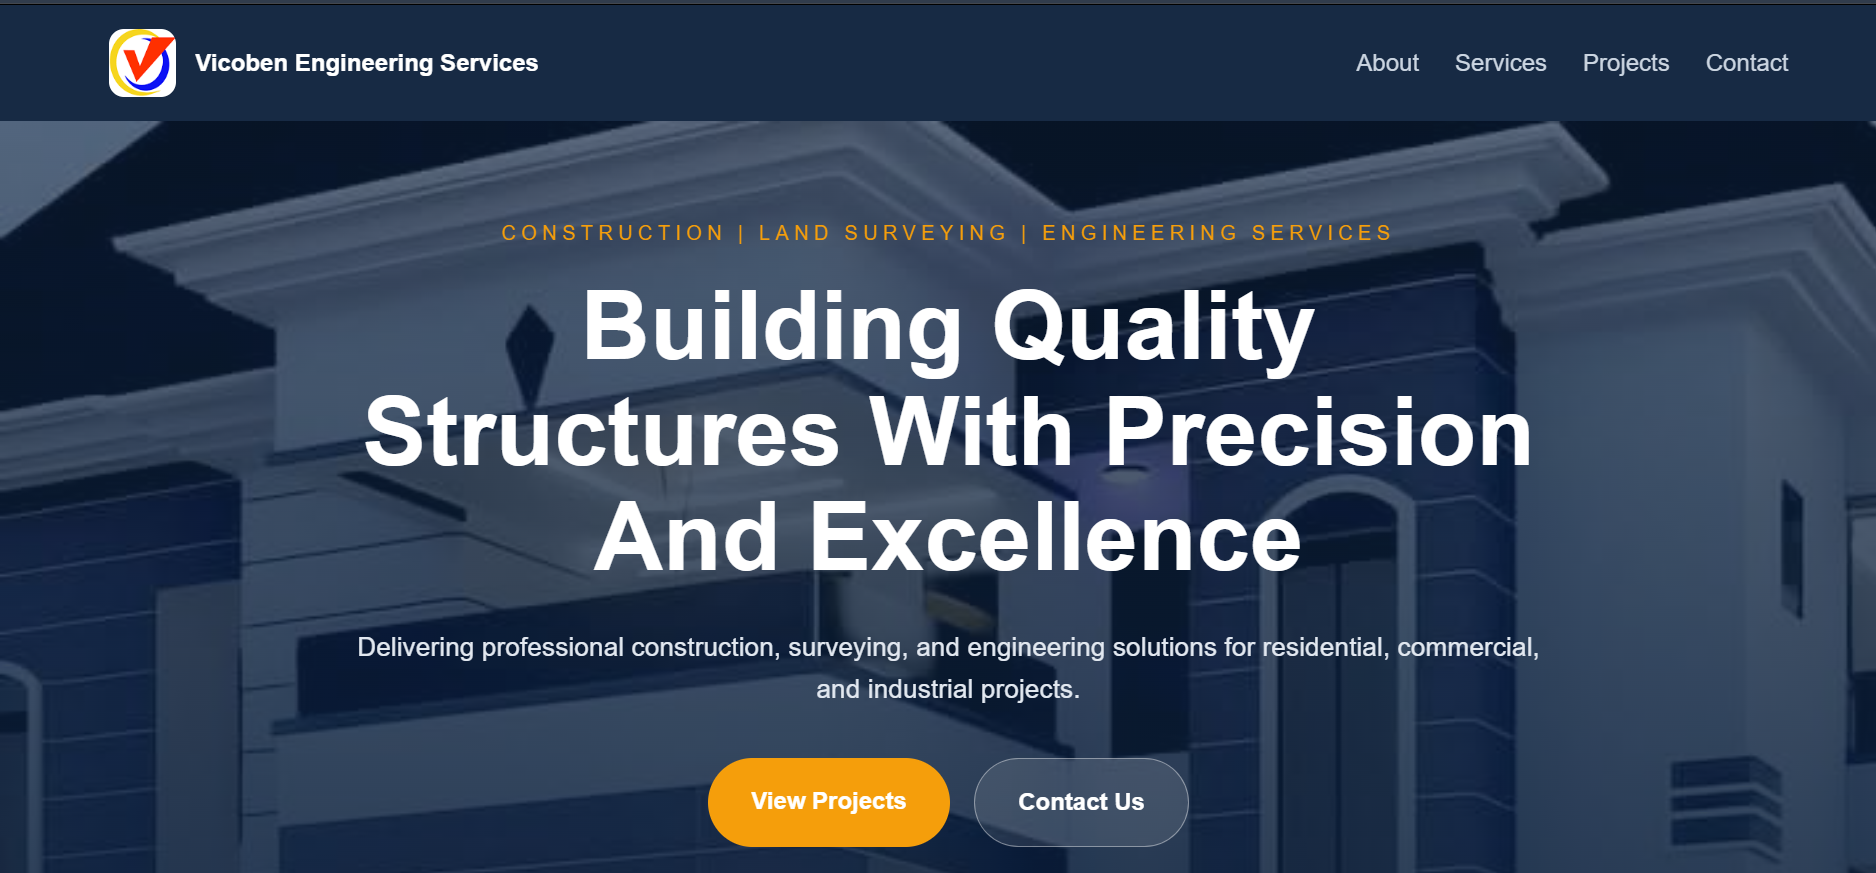 Vicoben Engineering Services
About Services Projects Contact
CONSTRUCTION | LAND SURVEYING | ENGINEERING SERVICES
Building Quality
Structures With Precision
And Excellence
Delivering professional construction, surveying, and engineering solutions for residential, commercial,
and industrial projects.
View Projects
Contact Us